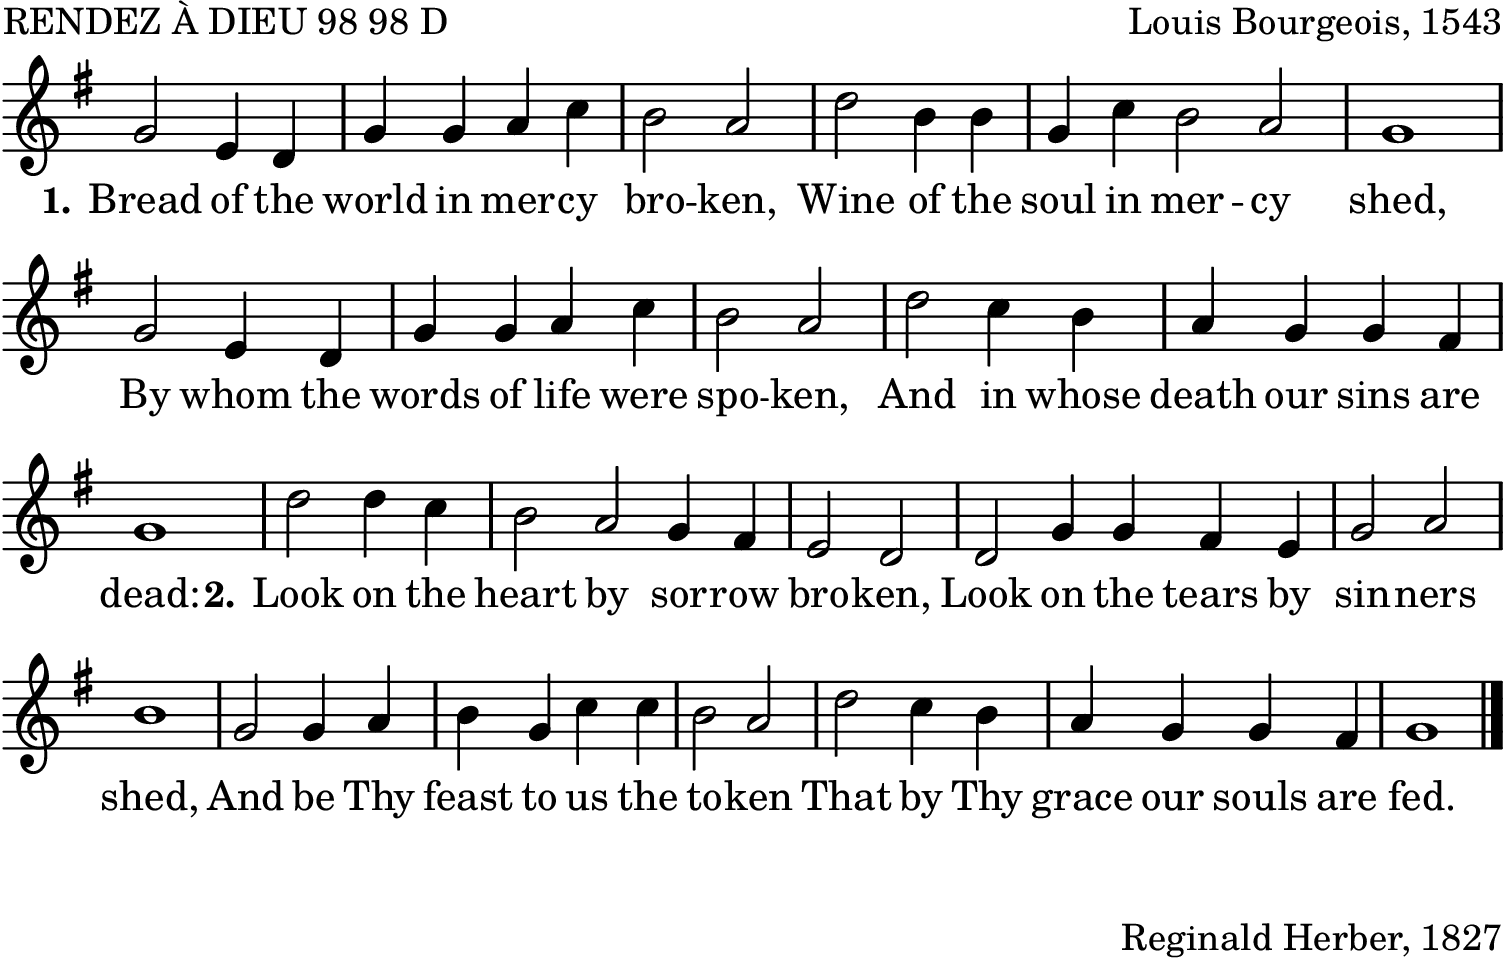 RENDEZ À DIEU 98 98 D Louis Bourgeois, 1543
1. Bread of the world in mercy bro-ken, Wine of the soul in mer-cy shed,
By whom the words of life were spo-ken, And in whose death our sins are
dead: 2. Look on the heart by sorrow broken, Look on the tears by sinners
shed, And be Thy feast to us the token That by Thy grace our souls are fed.
Reginald Herber, 1827